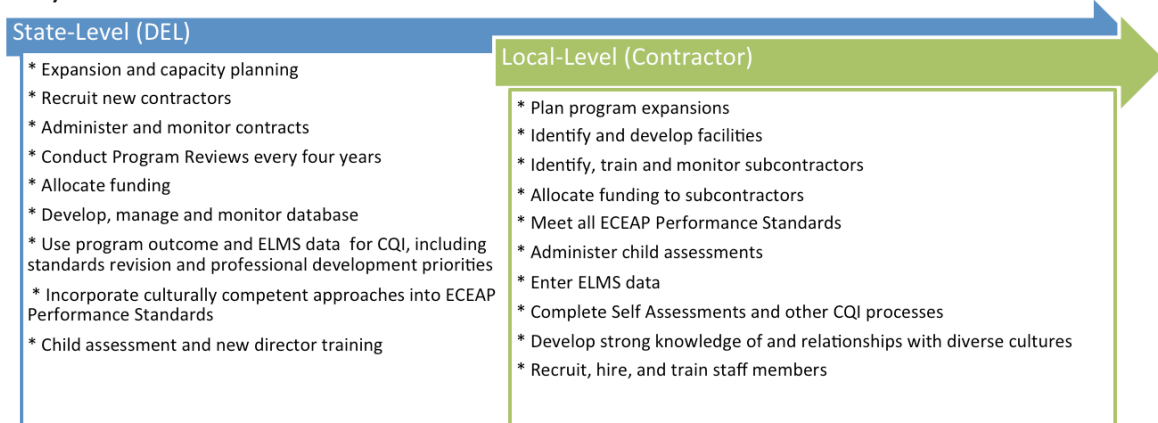 State-Level (DEL)
* Expansion and capacity planning
* Recruit new contractors
* Administer and monitor contracts
* Conduct Program Reviews every four years
* Allocate funding
* Develop, manage and monitor database
* Use program outcome and ELMS data  for CQI, including
standards revision and professional development priorities
* Incorporate culturally competent approaches into ECEAP
Performance Standards
* Child assessment and new director training
Local-Level (Contractor)
* Plan program expansions
* Identify and develop facilities
* Identify, train and monitor subcontractors
* Allocate funding to subcontractors
* Meet all ECEAP Performance Standards
* Administer child assessments
* Enter ELMS data
* Complete Self Assessments and other CQI processes
* Develop strong knowledge of and relationships with diverse cultures
* Recruit, hire, and train staff members